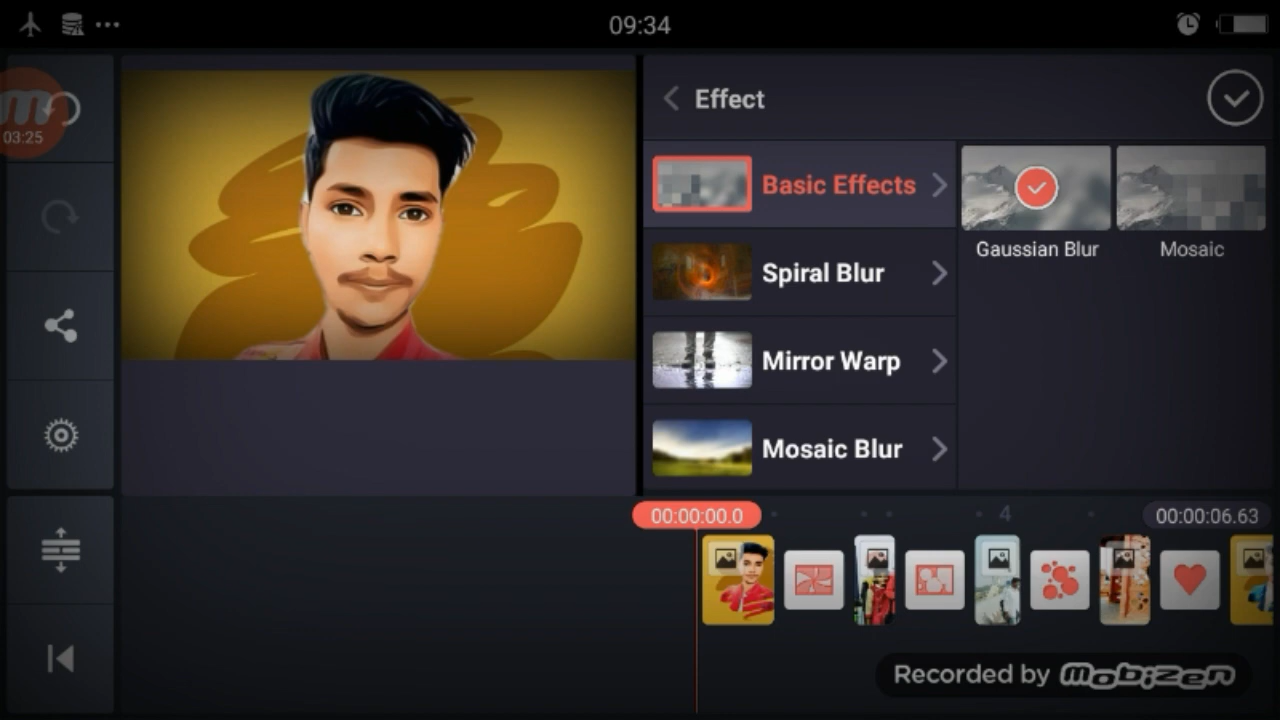 09:34
m
03:25
Effect
Basic Effects
Spiral Blur
Mirror Warp
Mosaic Blur
Gaussian Blur
Mosaic
00:00:00.0
4
00:00:06.63
Recorded by mobizen